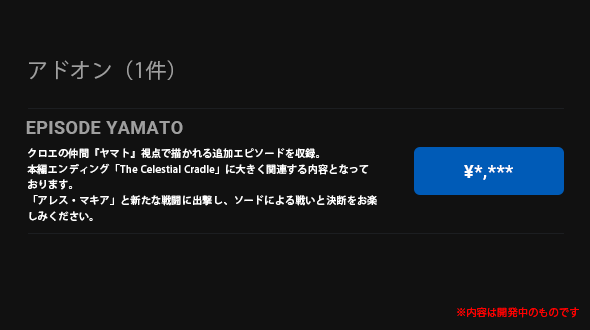 アドオン（1件）
EPISODE YAMATO
クロエの仲間『ヤマト』視点で描かれる追加エピソードを収録。
本編エンディング「The Celestial Cradle」に大きく関連する内容となって
おります。
「アレス・マキア」と新たな戦闘に出撃し、ソードによる戦いと決断をお楽
しみください。
¥*,***
※内容は開発中のものです